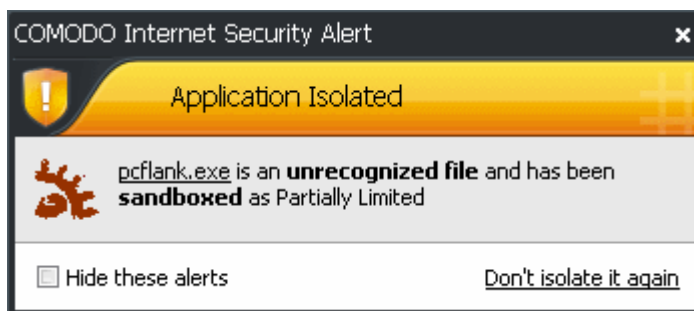 COMODO Internet Security Alert
Application Isolated
pcflank.exe is an unrecognized file and has been
sandboxed as Partially Limited
Hide these alerts
Don't isolate it again